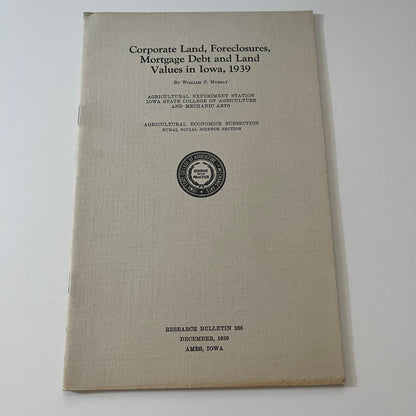 Corporate Land, Foreclosures,
Mortgage Debt and Land
Values in Iowa, 1939
By William G. Murray
AGRICULTURAL EXPERIMENT STATION
IOWA STATE COLLEGE OF AGRICULTURE
AND MECHANIC ARTS
AGRICULTURAL ECONOMICS SUBSECTION
RURAL SOCIAL SCIENCE SECTION
SCIENCE
WITH
PRACTICE
RESEARCH BULLETIN 266
DECEMBER, 1939
AMES, IOWA